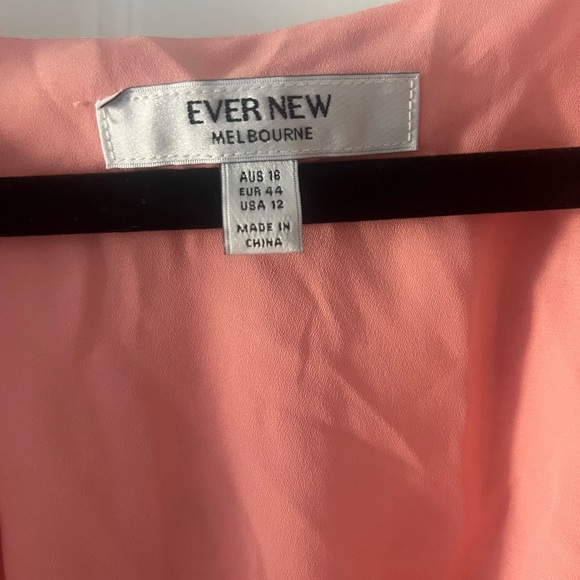 EVER NEW
MELBOURNE
AUS 16
EUR 44
USA 12
MADE IN
CHINA